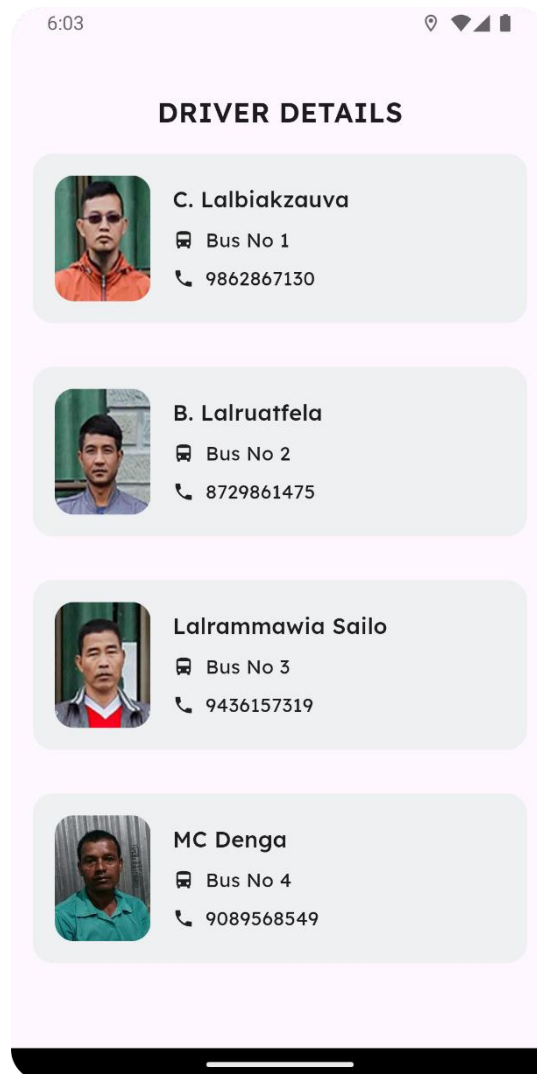 6:03
DRIVER DETAILS
C. Lalbiakzauva
Bus No 1
9862867130
B. Lalruatfela
Bus No 2
8729861475
Lalrammawia Sailo
Bus No 3
9436157319
MC Denga
Bus No 4
9089568549